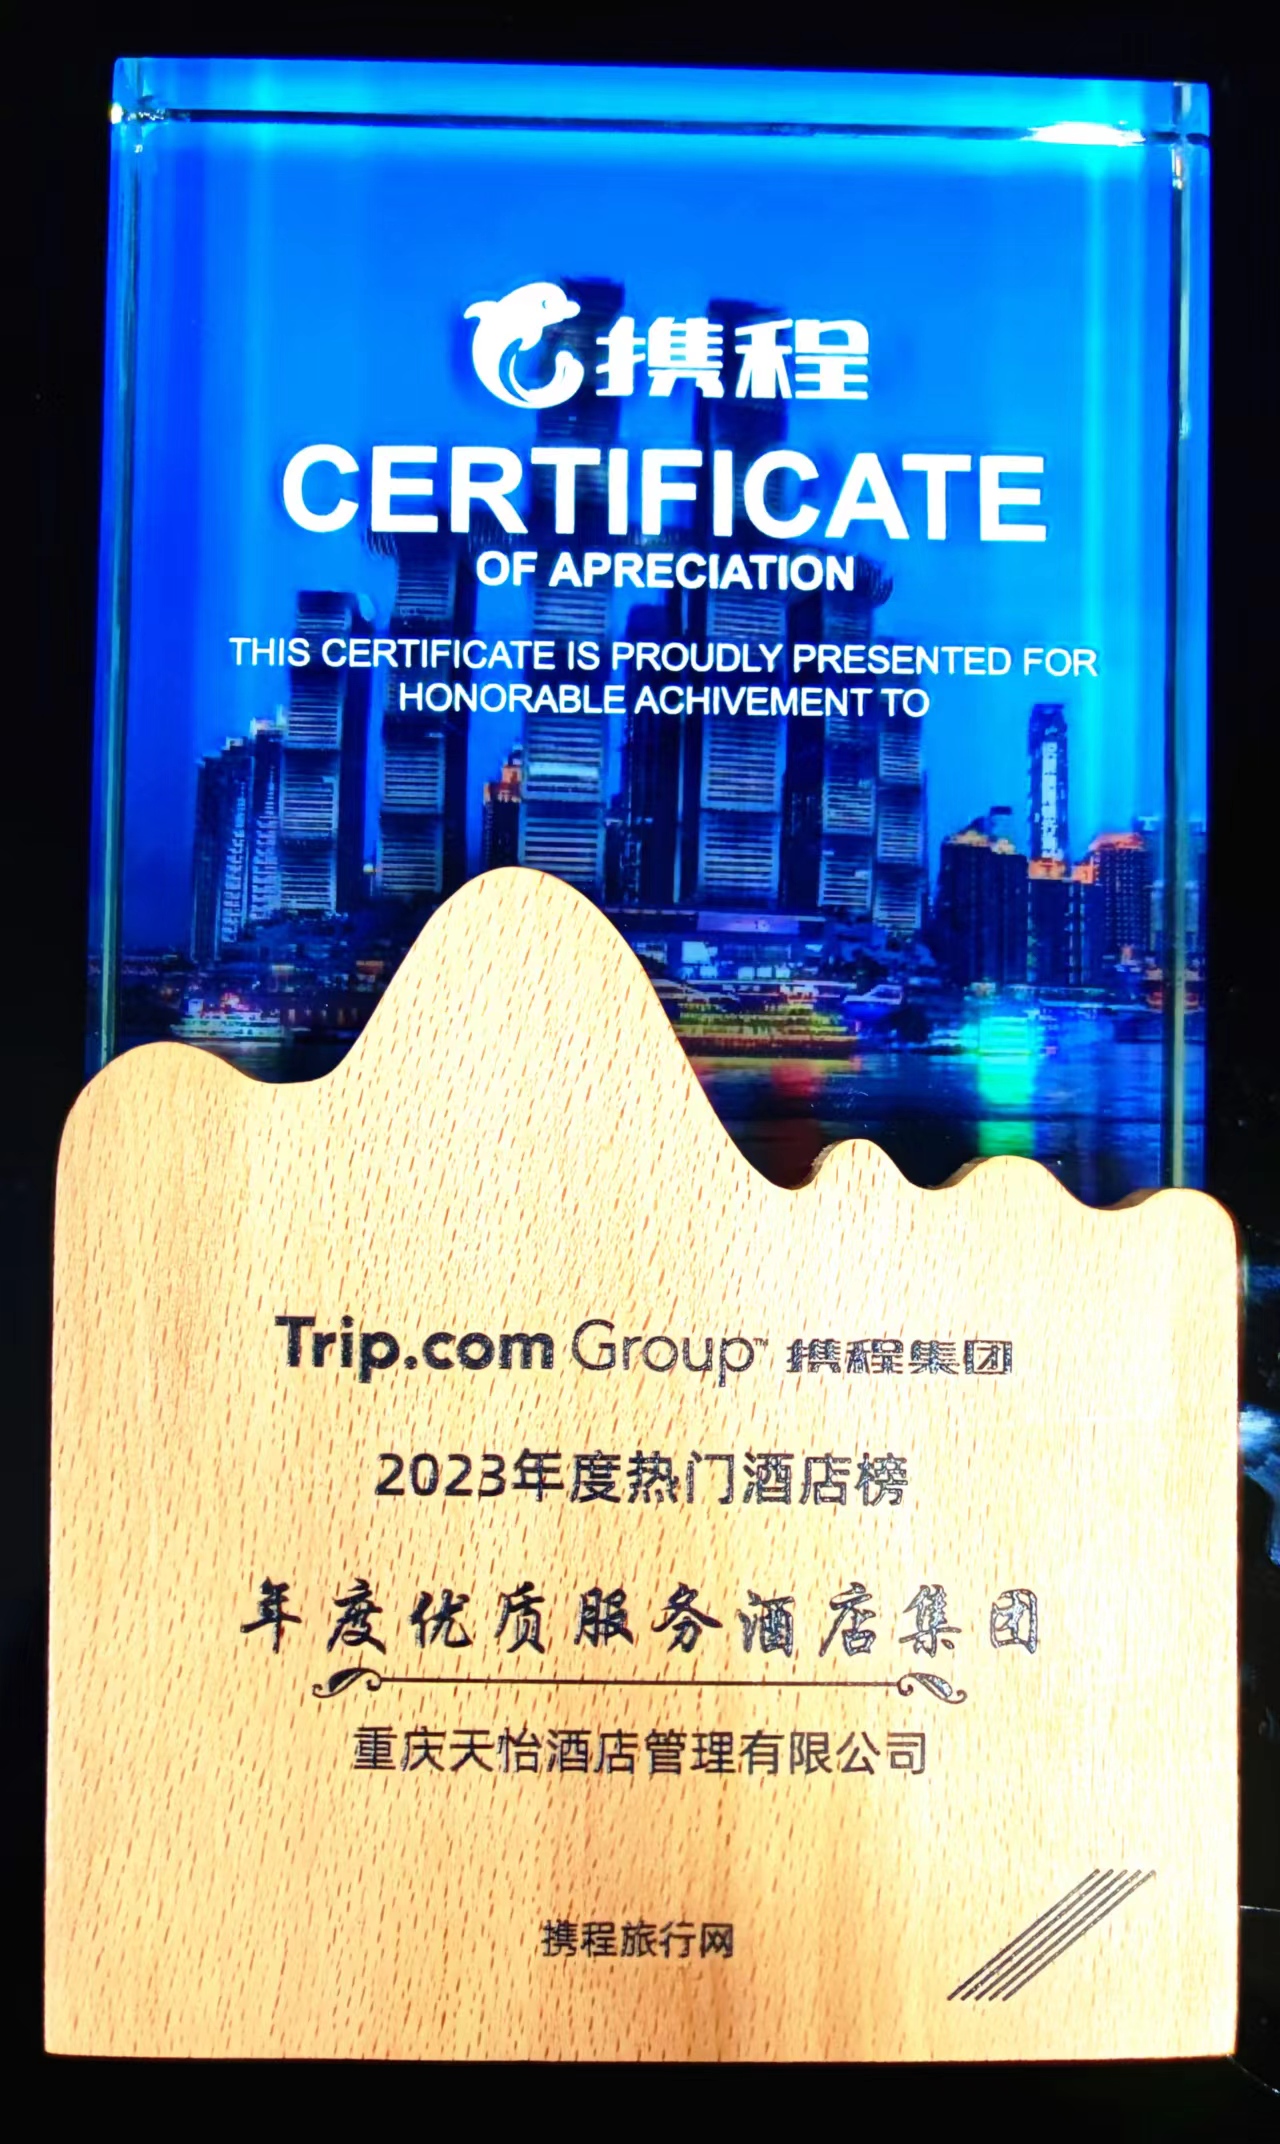 携程
CERTIFICATE
OF APRECIATION
THIS CERTIFICATE IS PROUDLY PRESENTED FOR
HONORABLE ACHIVEMENT TO
Trip.com Group™ 携程集团
2023年度热门酒店榜
年度优质服务酒店集团
重庆天怡酒店管理有限公司
携程旅行网